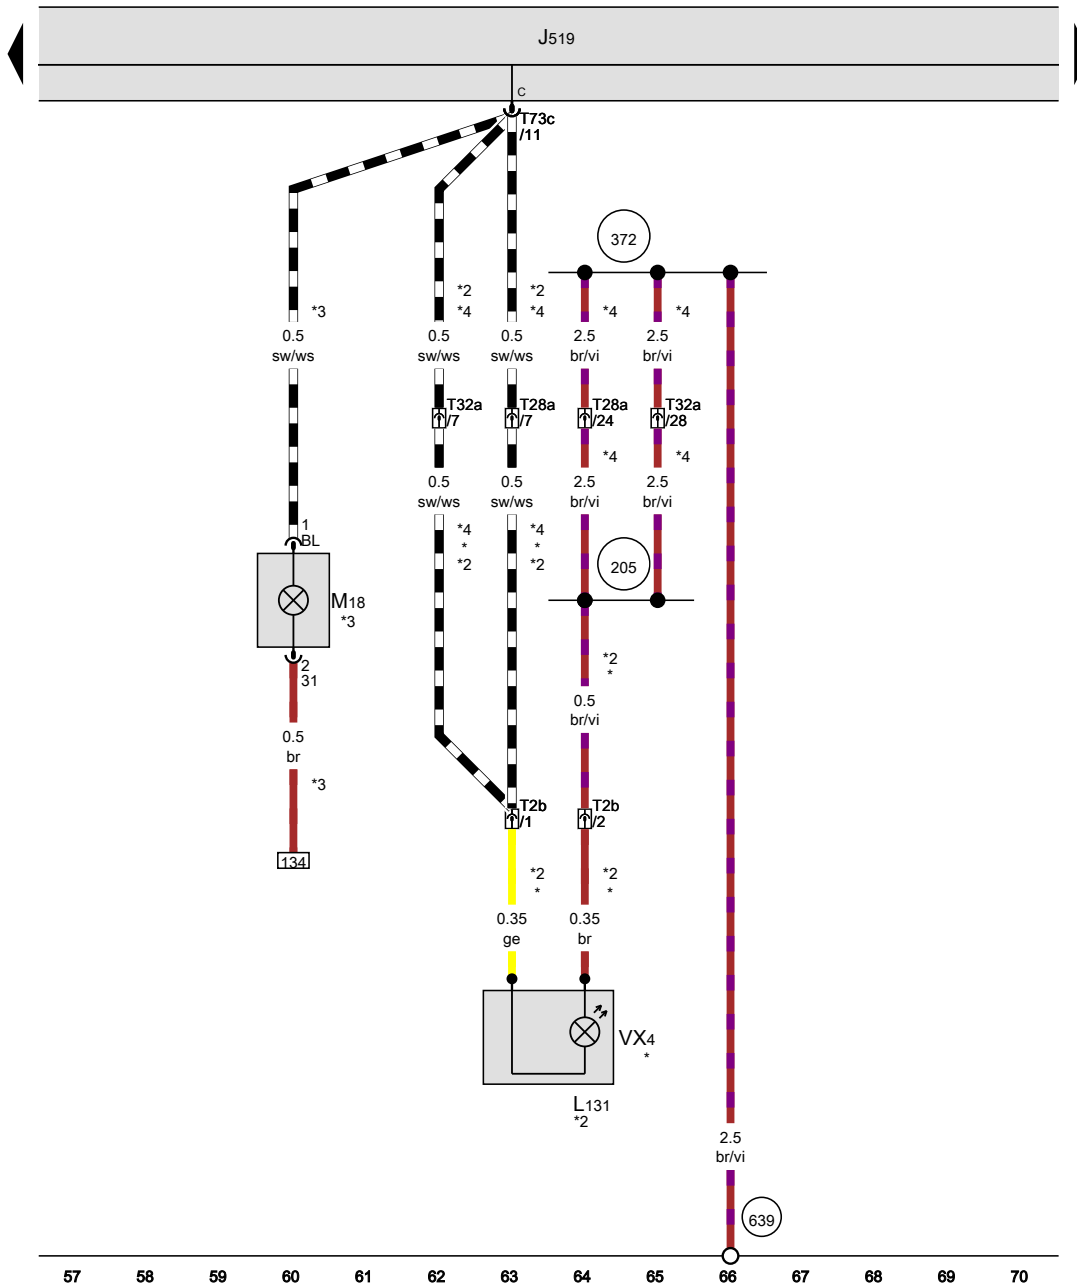 J519
C
T73c
/11
372
*3
*2
*4
*2
*4
*4
*4
0.5
sw/ws
0.5
sw/ws
0.5
sw/ws
2.5
br/vi
2.5
br/vi
T32a
/7
T28a
/7
T28a
/24
T32a
/28
*4
*4
0.5
sw/ws
0.5
sw/ws
2.5
br/vi
2.5
br/vi
1
BL
*4
*
*2
*4
*
*2
205
M18
*3
2
31
*2
*
0.5
br/vi
0.5
br
*3
T2b
/1
T2b
/2
134
*2
*
*2
*
0.35
ge
0.35
br
VX4
*
L131
*2
2.5
br/vi
639
57 58 59 60 61 62 63 64 65 66 67 68 69 70